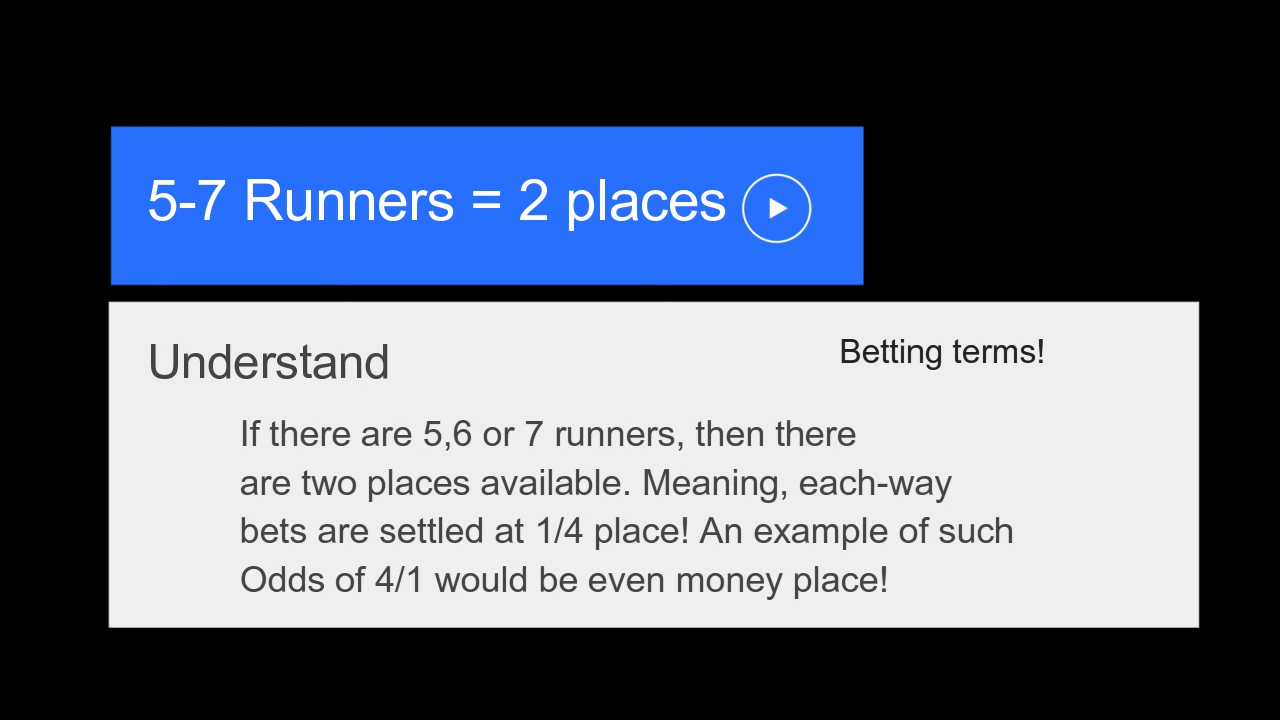 5-7 Runners = 2 places
Understand
Betting terms!
If there are 5,6 or 7 runners, then there
are two places available. Meaning, each-way
bets are settled at 1/4 place! An example of such
Odds of 4/1 would be even money place!